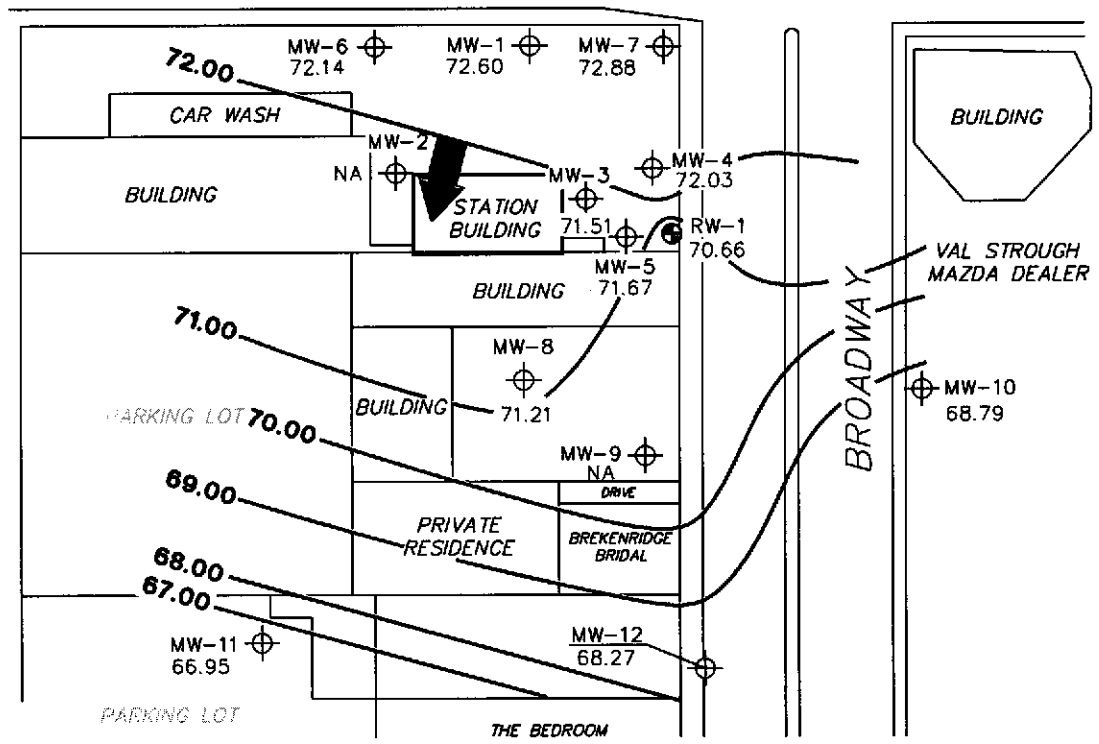 MW-6
72.14
MW-1
72.60
MW-7
72.88
72.00
CAR WASH
BUILDING
MW-2
NA
MW-3
71.51
MW-4
72.03
BUILDING
STATION
BUILDING
RW-1
70.66
MW-5
71.67
VAL STROUGH
MAZDA DEALER
BUILDING
71.00
MW-8
71.21
BROADWAY
MW-10
68.79
PARKING LOT
BUILDING
70.00
MW-9
NA
69.00
DRIVE
PRIVATE
RESIDENCE
BREKENRIDGE
BRIDAL
68.00
67.00
MW-11
66.95
MW-12
68.27
PARKING LOT
THE BEDROOM